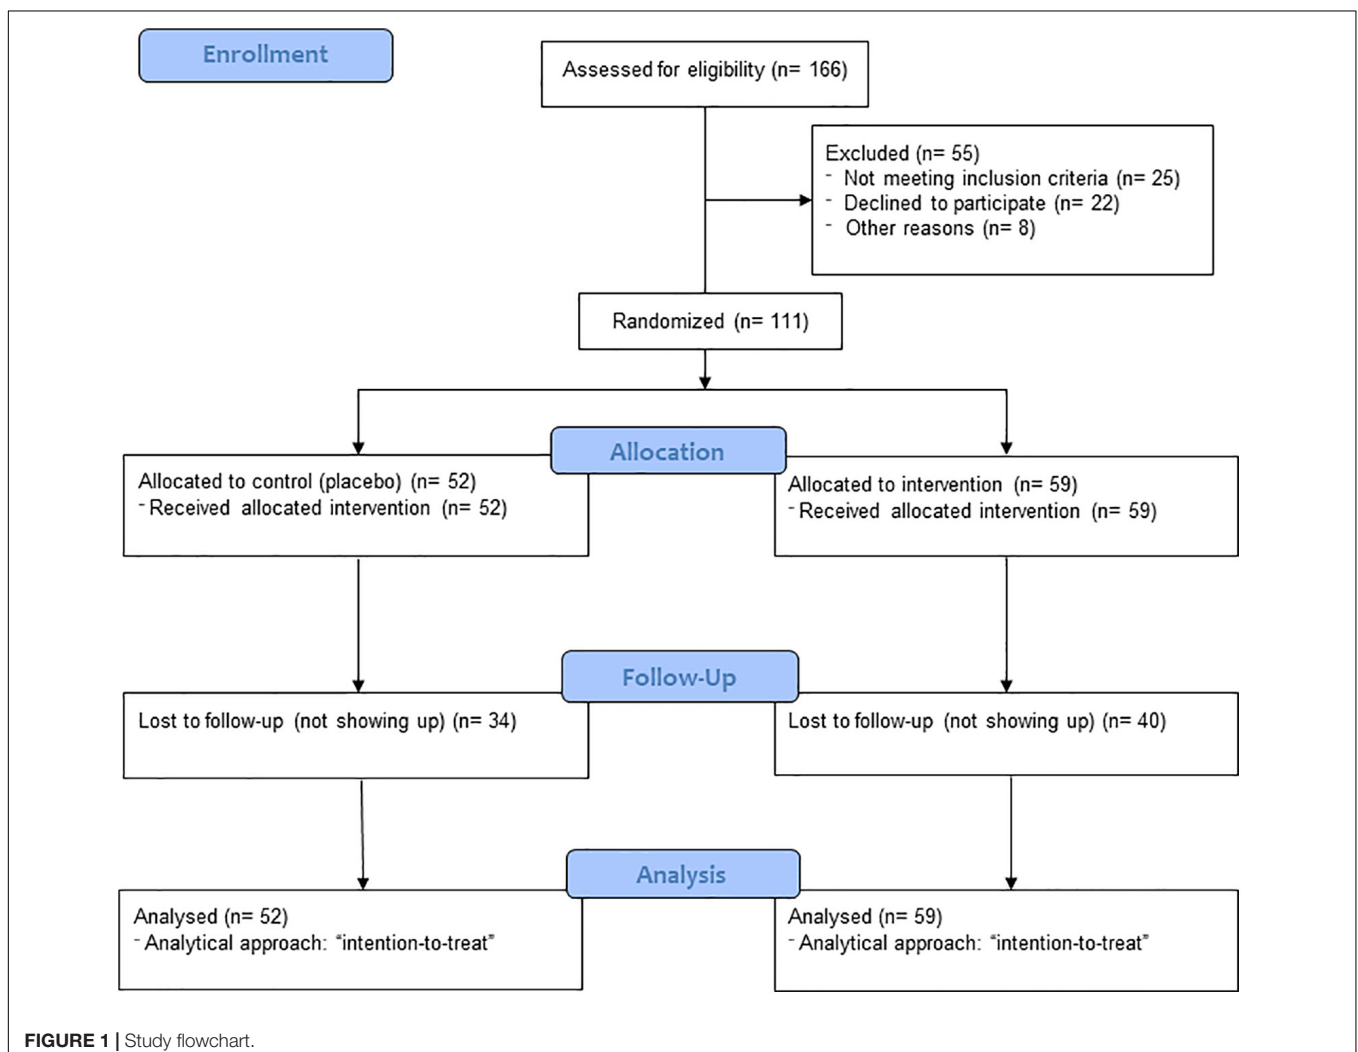 Enrollment
Assessed for eligibility (n= 166)
Excluded (n= 55)
- Not meeting inclusion criteria (n= 25)
- Declined to participate (n= 22)
- Other reasons (n= 8)
Randomized (n= 111)
Allocation
Allocated to control (placebo) (n= 52)
- Received allocated intervention (n= 52)
Allocated to intervention (n= 59)
- Received allocated intervention (n= 59)
Follow-Up
Lost to follow-up (not showing up) (n= 34)
Lost to follow-up (not showing up) (n= 40)
Analysis
Analysed (n= 52)
- Analytical approach: “intention-to-treat”
Analysed (n= 59)
- Analytical approach: “intention-to-treat”
FIGURE 1 | Study flowchart.